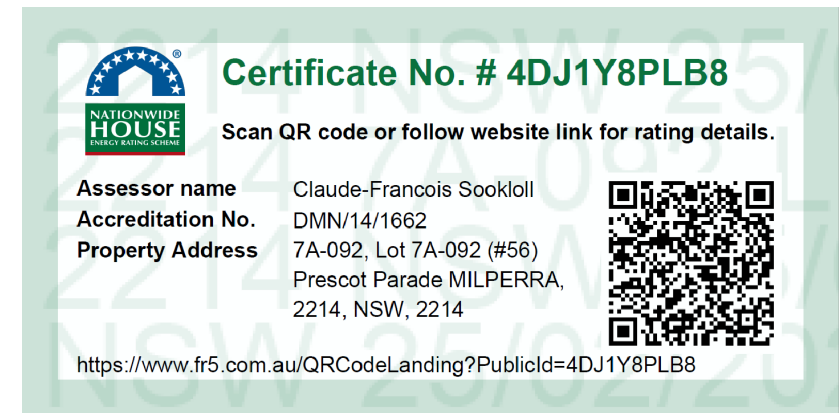 NATIONWIDE
HOUSE
ENERGY RATING SCHEME
®
Certificate No. # 4DJ1Y8PLB8
Scan QR code or follow website link for rating details.
Assessor name Claude-Francois Sookloll
Accreditation No. DMN/14/1662
Property Address 7A-092, Lot 7A-092 (#56)
Prescot Parade MILPERRA,
2214, NSW, 2214
https://www.fr5.com.au/QRCodeLanding?PublicId=4DJ1Y8PLB8